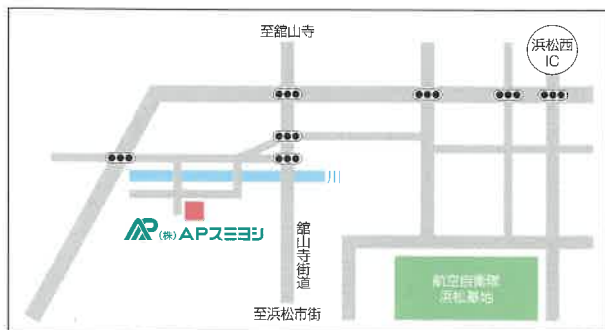 至舘山寺
浜松西
IC
川
(株)APスミヨシ
舘山寺街道
航空自衛隊
浜松基地
至浜松市街